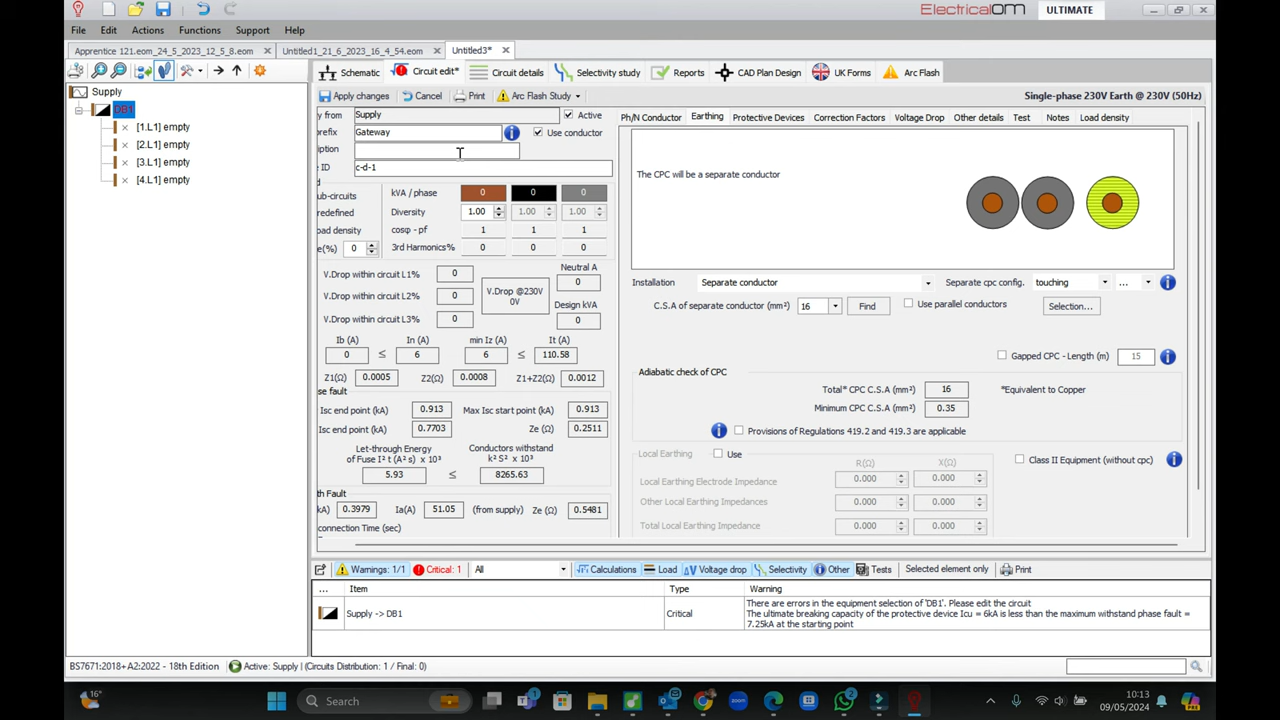 ElectricalOM ULTIMATE
File Edit Actions Functions Support Help
Apprentice 121.eom_24_5_2023_12_5_8.eom Untitled1_21_6_2023_16_4_54.eom Untitled3*
Schematic Circuit edit* Circuit details Selectivity study Reports CAD Plan Design UK Forms Arc Flash
Supply
DB1
[1.L1] empty
[2.L1] empty
[3.L1] empty
[4.L1] empty
Apply changes Cancel Print Arc Flash Study Single-phase 230V Earth @ 230V (50Hz)
y from Supply Active
refix Gateway Use conductor
iption
ID c-d-1
ub-circuits
redefined
oad density
e(%) 0
kVA / phase 0 0 0
Diversity 1.00 1.00 1.00
cosφ - pf 1 1 1
3rd Harmonics% 0 0 0
V.Drop within circuit L1% 0
V.Drop within circuit L2% 0
V.Drop within circuit L3% 0
V.Drop @230V
0V
Neutral A
0
Design kVA
0
Ib (A) In (A) min Iz (A) It (A)
0 ≤ 6 6 ≤ 110.58
Z1(Ω) 0.0005 Z2(Ω) 0.0008 Z1+Z2(Ω) 0.0012
se fault
Isc end point (kA) 0.913 Max Isc start point (kA) 0.913
Isc end point (kA) 0.7703 Ze (Ω) 0.2511
Let-through Energy
of Fuse I² t (A² s) x 10³
Conductors withstand
k² S² x 10³
5.93 ≤ 8265.63
th Fault
kA) 0.3979 Ia(A) 51.05 (from supply) Ze (Ω) 0.5481
connection Time (sec)
Ph/N Conductor Earthing Protective Devices Correction Factors Voltage Drop Other details Test Notes Load density
The CPC will be a separate conductor
Installation Separate conductor Separate cpc config. touching ...
C.S.A of separate conductor (mm²) 16 Find Use parallel conductors Selection...
Gapped CPC - Length (m) 15
Adiabatic check of CPC
Total* CPC C.S.A (mm²) 16 *Equivalent to Copper
Minimum CPC C.S.A (mm²) 0.35
Provisions of Regulations 419.2 and 419.3 are applicable
Local Earthing Use R(Ω) X(Ω) Class II Equipment (without cpc)
Local Earthing Electrode Impedance 0.000 0.000
Other Local Earthing Impedances 0.000 0.000
Total Local Earthing Impedance 0.000 0.000
Warnings: 1/1 Critical: 1 All Calculations Load Voltage drop Selectivity Other Tests Selected element only Print
... Item Type Warning
Supply -> DB1 Critical
There are errors in the equipment selection of 'DB1'. Please edit the circuit
The ultimate breaking capacity of the protective device Icu = 6kA is less than the maximum withstand phase fault =
7.25kA at the starting point
BS7671:2018+A2:2022 - 18th Edition Active: Supply | (Circuits Distribution: 1 / Final: 0)
16° Search 10:13
09/05/2024